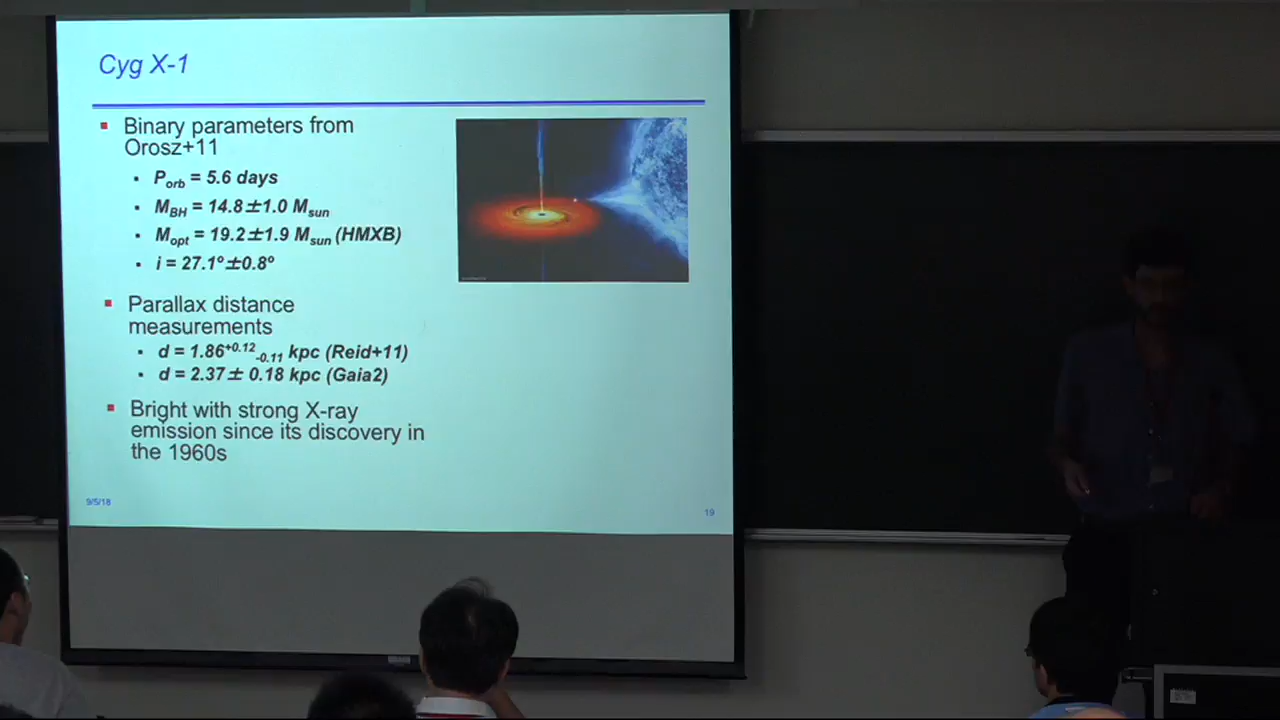 Cyg X-1
Binary parameters from
Orosz+11
P_orb = 5.6 days
M_BH = 14.8±1.0 M_sun
M_opt = 19.2±1.9 M_sun (HMXB)
i = 27.1º±0.8º
Parallax distance
measurements
d = 1.86^+0.12_-0.11 kpc (Reid+11)
d = 2.37± 0.18 kpc (Gaia2)
Bright with strong X-ray
emission since its discovery in
the 1960s
9/5/18
19